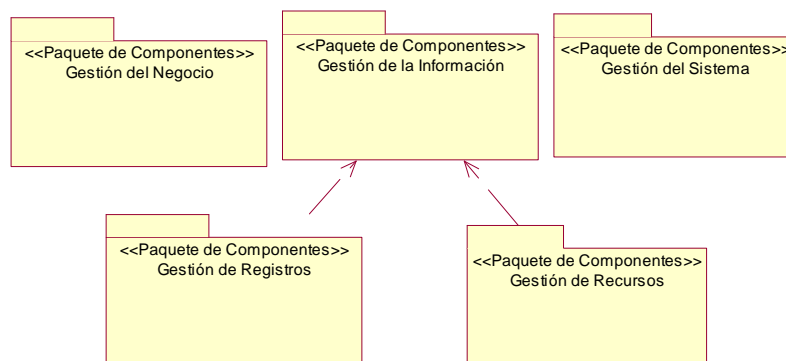 <<Paquete de Componentes>>
Gestión del Negocio
<<Paquete de Componentes>>
Gestión de la Información
<<Paquete de Componentes>>
Gestión del Sistema
<<Paquete de Componentes>>
Gestión de Registros
<<Paquete de Componentes>>
Gestión de Recursos